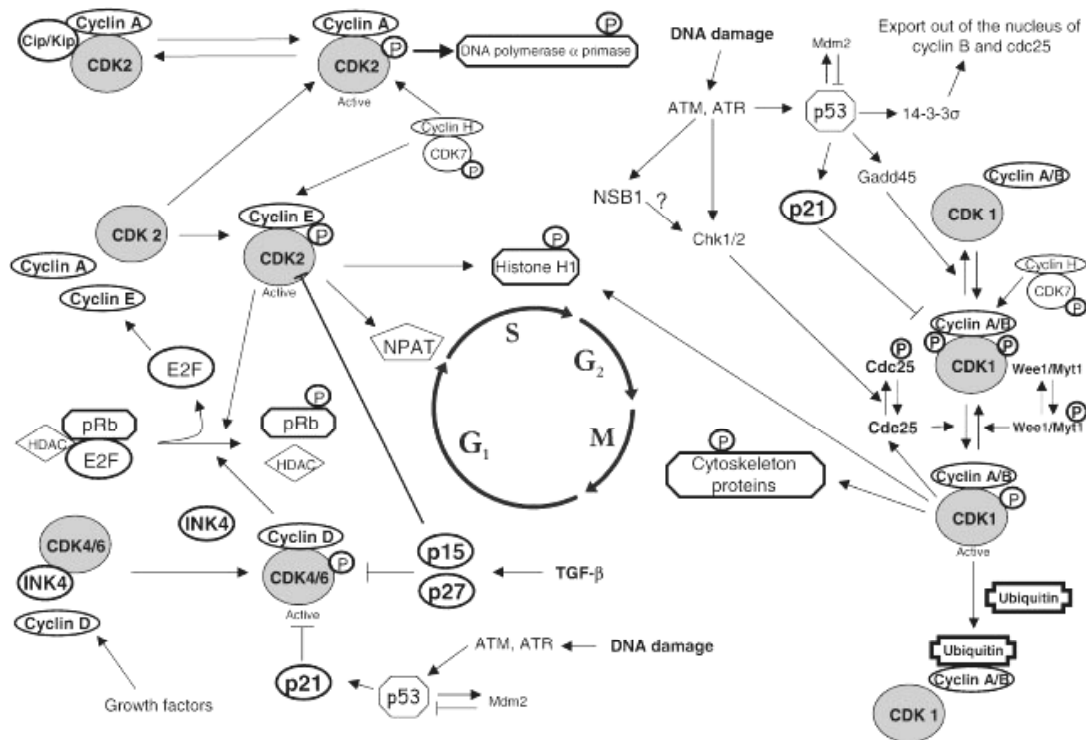 Cyclin A
Cip/Kip
CDK2
Cyclin A
P
CDK2
Active
P
DNA polymerase α primase
DNA damage
Mdm2
Export out of the nucleus of
cyclin B and cdc25
ATM, ATR
p53
14-3-3σ
Cyclin H
CDK7
P
Gadd45
Cyclin A/B
CDK 1
NSB1
?
p21
Chk1/2
CDK 2
Cyclin E
P
CDK2
Active
P
Histone H1
Cyclin H
CDK7
P
Cyclin A
Cyclin E
Cyclin A/B
P
P
CDK1
NPAT
S
G2
M
G1
P
Cdc25
Cdc25
Wee1/Myt1
P
Wee1/Myt1
E2F
pRb
HDAC
E2F
P
pRb
HDAC
P
Cytoskeleton
proteins
Cyclin A/B
P
CDK1
Active
INK4
CDK4/6
INK4
Cyclin D
Cyclin D
P
CDK4/6
Active
p15
p27
TGF-β
Ubiquitin
Ubiquitin
Cyclin A/B
CDK 1
Growth factors
p21
ATM, ATR
DNA damage
p53
Mdm2